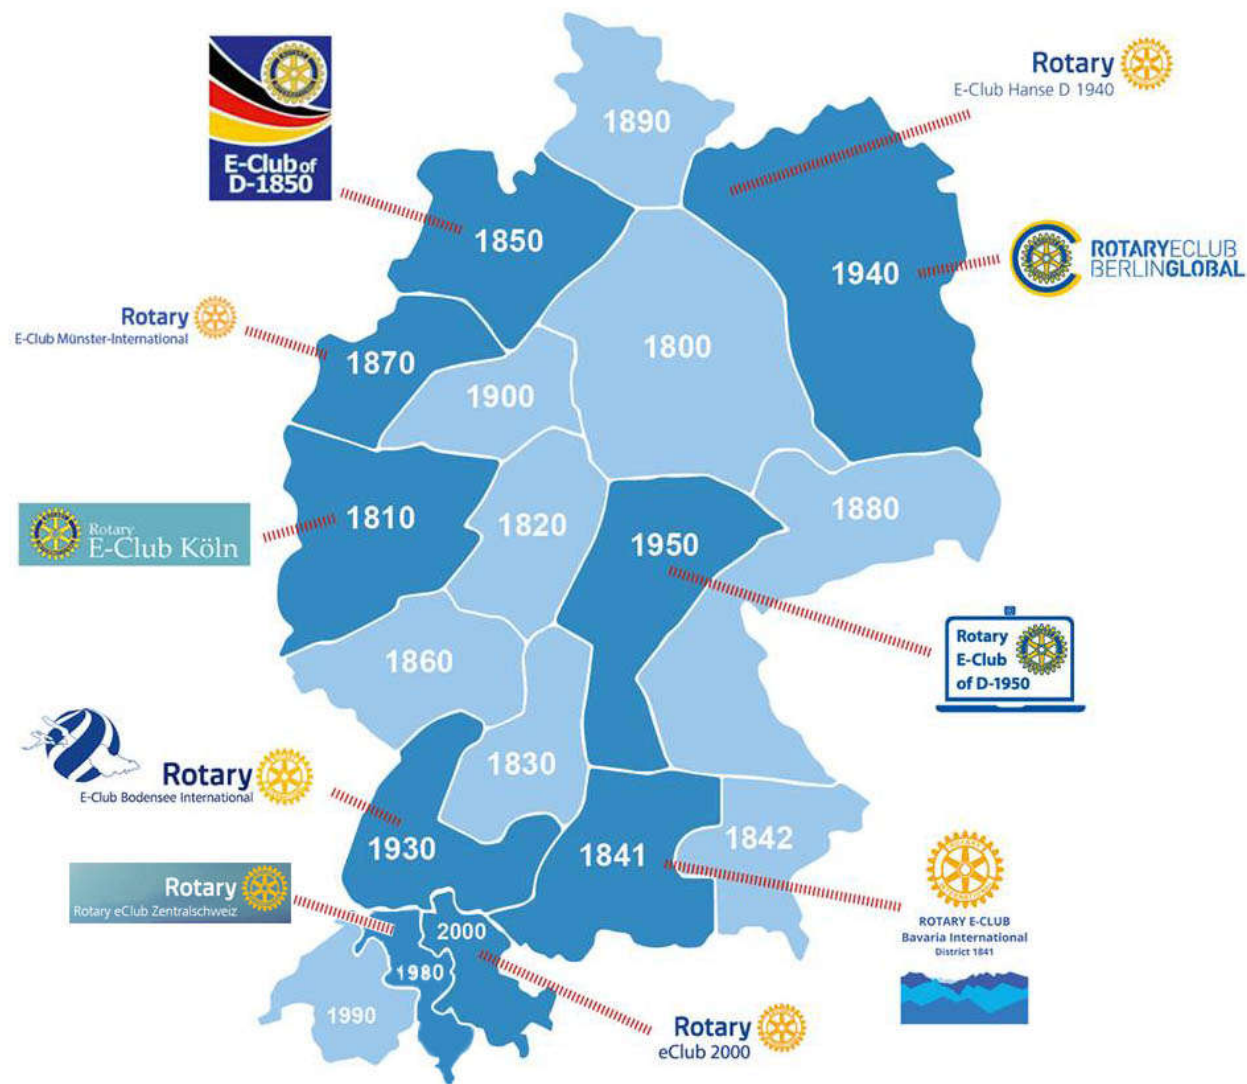 Rotary
E-Club Hanse D 1940
1890
E-Club of
D-1850
1850
ROTARYECLUB
BERLINGLOBAL
1940
Rotary
E-Club Münster-International
1870
1800
1900
Rotary
E-Club Köln
1810
1820
1880
1950
Rotary
E-Club
of D-1950
1860
Rotary
E-Club Bodensee International
1830
1930
1841
1842
Rotary
Rotary eClub Zentralschweiz
ROTARY E-CLUB
Bavaria International
District 1841
2000
1980
1990
Rotary
eClub 2000